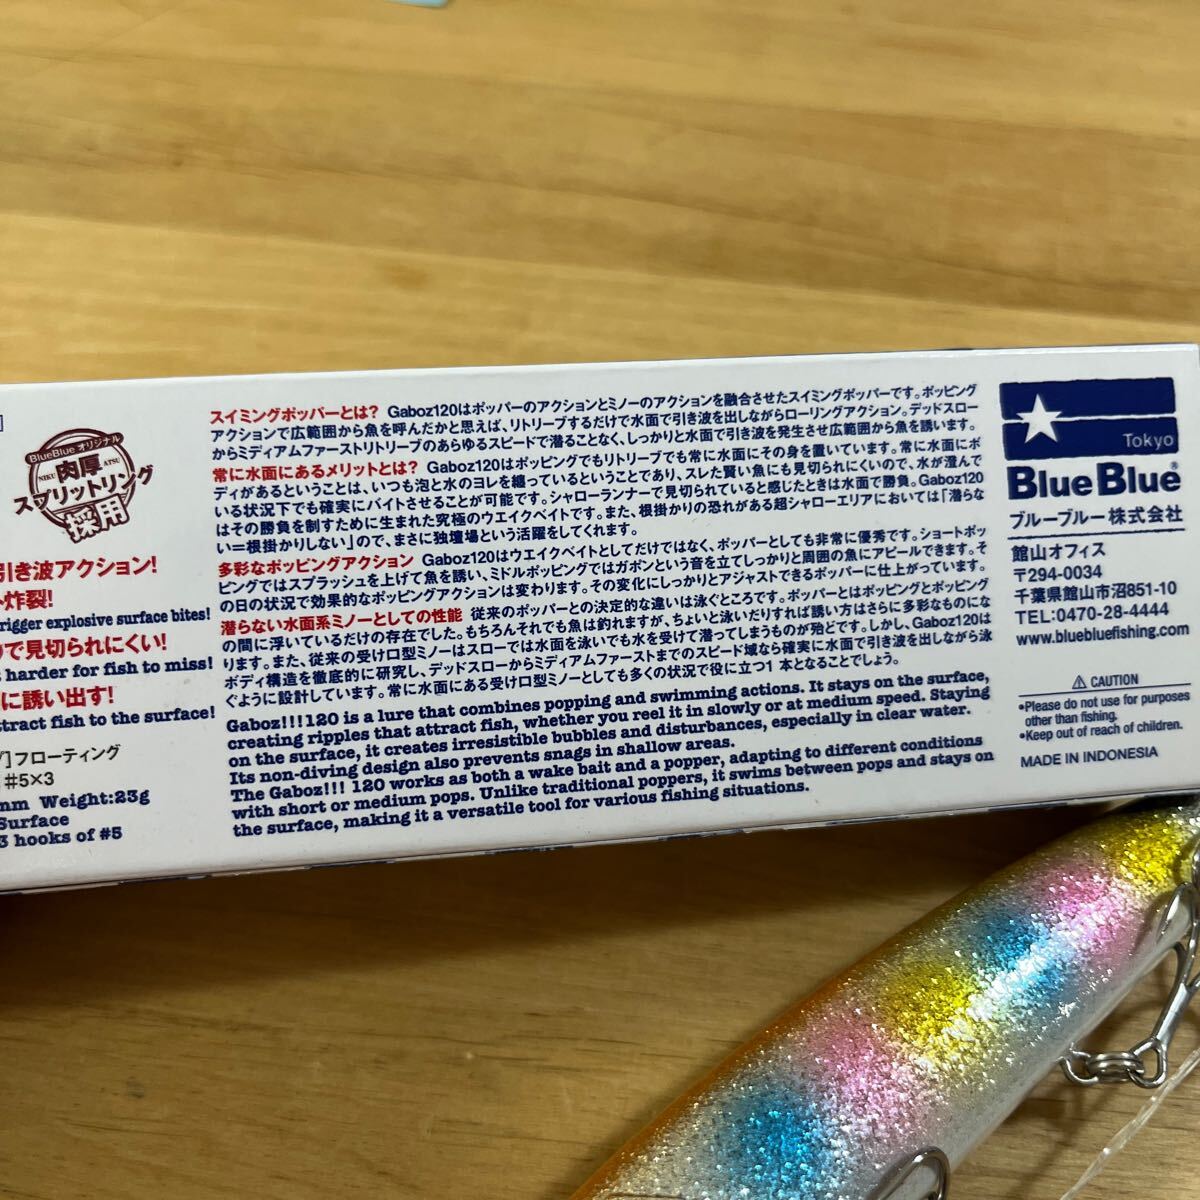 BlueBlue オリジナル
肉厚
NIKU ATSU
スプリットリング
採用
引き波アクション!
炸裂!
rigger explosive surface bites!
で見切られにくい!
harder for fish to miss!
に誘い出す!
ttract fish to the surface!
]フローティング
#5×3
mm Weight:23g
Surface
3 hooks of #5
スイミングポッパーとは? Gaboz120はポッパーのアクションとミノーのアクションを融合させたスイミングポッパーです。ポッピング
アクションで広範囲から魚を呼んだかと思えば、リトリーブするだけで水面で引き波を出しながらローリングアクション。デッドスロー
からミディアムファーストリトリーブのあらゆるスピードで潜ることなく、しっかりと水面で引き波を発生させ広範囲から魚を誘います。
常に水面にあるメリットとは? Gaboz120はポッピングでもリトリーブでも常に水面にその身を置いています。常に水面にボ
ディがあるということは、いつも泡と水のヨレを纏っているということであり、スレた賢い魚にも見切られにくいので、水が澄んで
いる状況下でも確実にバイトさせることが可能です。シャローランナーで見切られていると感じたときは水面で勝負。Gaboz120
はその勝負を制すために生まれた究極のウエイクベイトです。また、根掛かりの恐れがある超シャローエリアにおいては「潜らな
い=根掛かりしない」ので、まさに独壇場という活躍をしてくれます。
多彩なポッピングアクション Gaboz120はウエイクベイトとしてだけではなく、ポッパーとしても非常に優秀です。ショートポッ
ピングではスプラッシュを上げて魚を誘い、ミドルポッピングではガボンという音を立てしっかりと周囲の魚にアピールできます。そ
の日の状況で効果的なポッピングアクションは変わります。その変化にしっかりとアジャストできるポッパーに仕上がっています。
潜らない水面系ミノーとしての性能 従来のポッパーとの決定的な違いは泳ぐところです。ポッパーとはポッピングとポッピング
の間に浮いているだけの存在でした。もちろんそれでも魚は釣れますが、ちょいと泳いだりすれば誘い方はさらに多彩なものにな
ります。また、従来の受け口型ミノーはスローでは水面を泳いでも水を受けて潜ってしまうものが殆どです。しかし、Gaboz120は
ボディ構造を徹底的に研究し、デッドスローからミディアムファーストまでのスピード域なら確実に水面で引き波を出しながら泳
ぐように設計しています。常に水面にある受け口型ミノーとしても多くの状況で役に立つ1本となることでしょう。
Gaboz!!!120 is a lure that combines popping and swimming actions. It stays on the surface,
creating ripples that attract fish, whether you reel it in slowly or at medium speed. Staying
on the surface, it creates irresistible bubbles and disturbances, especially in clear water.
Its non-diving design also prevents snags in shallow areas.
The Gaboz!!! 120 works as both a wake bait and a popper, adapting to different conditions
with short or medium pops. Unlike traditional poppers, it swims between pops and stays on
the surface, making it a versatile tool for various fishing situations.
Tokyo
BlueBlue®
ブルーブルー株式会社
館山オフィス
〒294-0034
千葉県館山市沼851-10
TEL:0470-28-4444
www.bluebluefishing.com
⚠ CAUTION
•Please do not use for purposes
other than fishing.
•Keep out of reach of children.
MADE IN INDONESIA